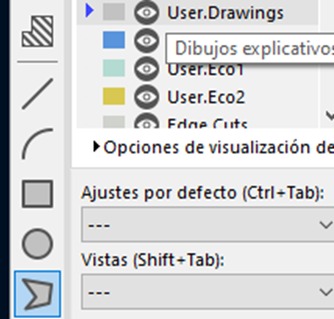 User.Drawings
Dibujos explicativos
User.Eco1
User.Eco2
Edge.Cuts
Opciones de visualización de
Ajustes por defecto (Ctrl+Tab):
---
Vistas (Shift+Tab):
---